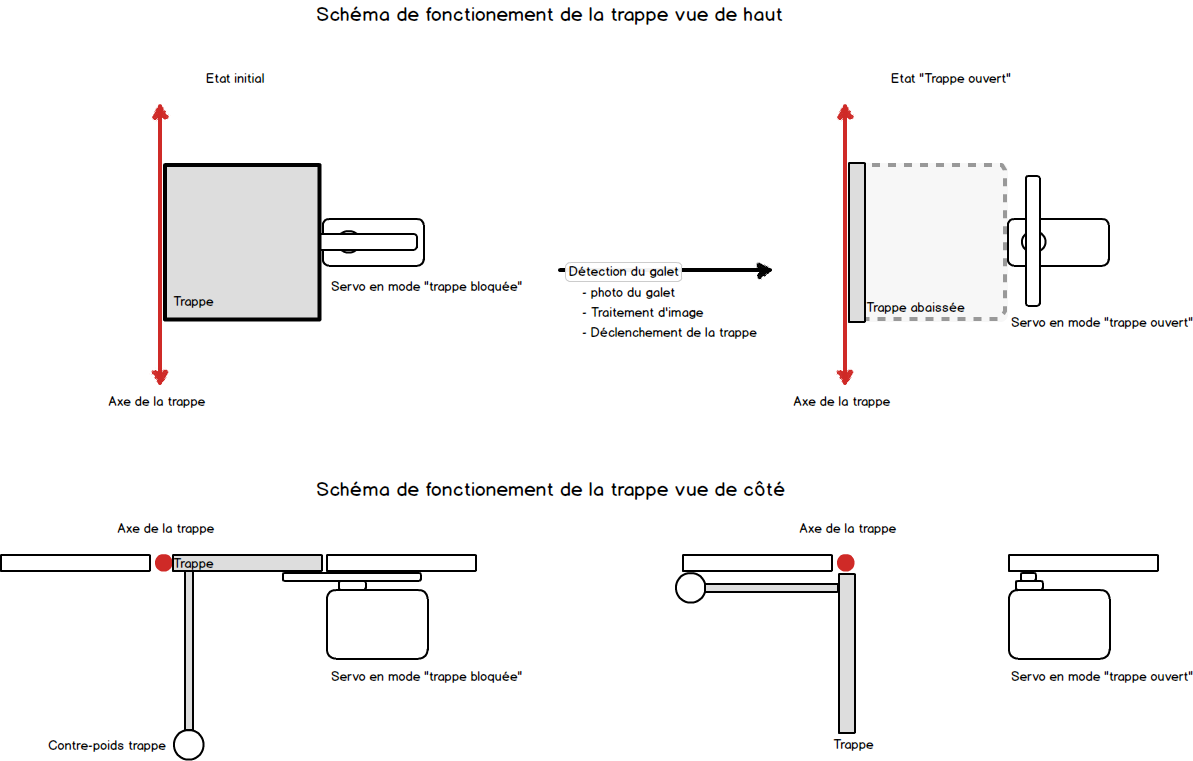 Schéma de fonctionement de la trappe vue de haut
Etat initial
Etat "Trappe ouvert"
Trappe
Servo en mode "trappe bloquée"
Axe de la trappe
Détection du galet
- photo du galet
- Traitement d'image
- Déclenchement de la trappe
Trappe abaissée
Servo en mode "trappe ouvert"
Axe de la trappe
Schéma de fonctionement de la trappe vue de côté
Axe de la trappe
Trappe
Servo en mode "trappe bloquée"
Contre-poids trappe
Axe de la trappe
Servo en mode "trappe ouvert"
Trappe